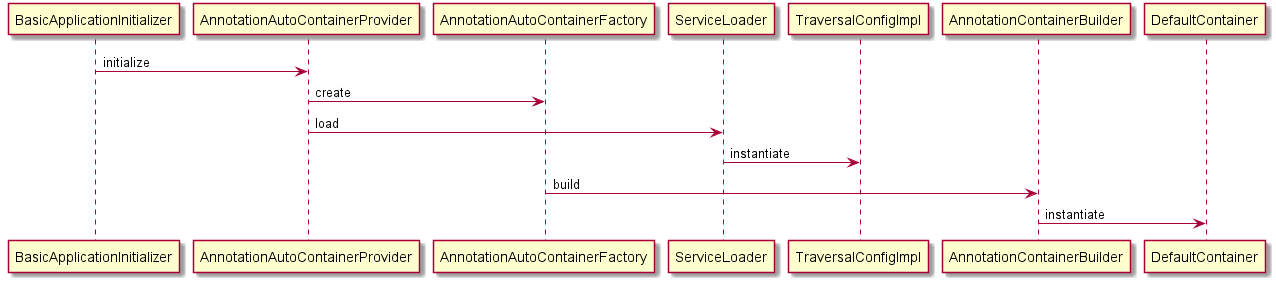 BasicApplicationInitializer
AnnotationAutoContainerProvider
AnnotationAutoContainerFactory
ServiceLoader
TraversalConfigImpl
AnnotationContainerBuilder
DefaultContainer
initialize
create
load
instantiate
build
instantiate
BasicApplicationInitializer
AnnotationAutoContainerProvider
AnnotationAutoContainerFactory
ServiceLoader
TraversalConfigImpl
AnnotationContainerBuilder
DefaultContainer